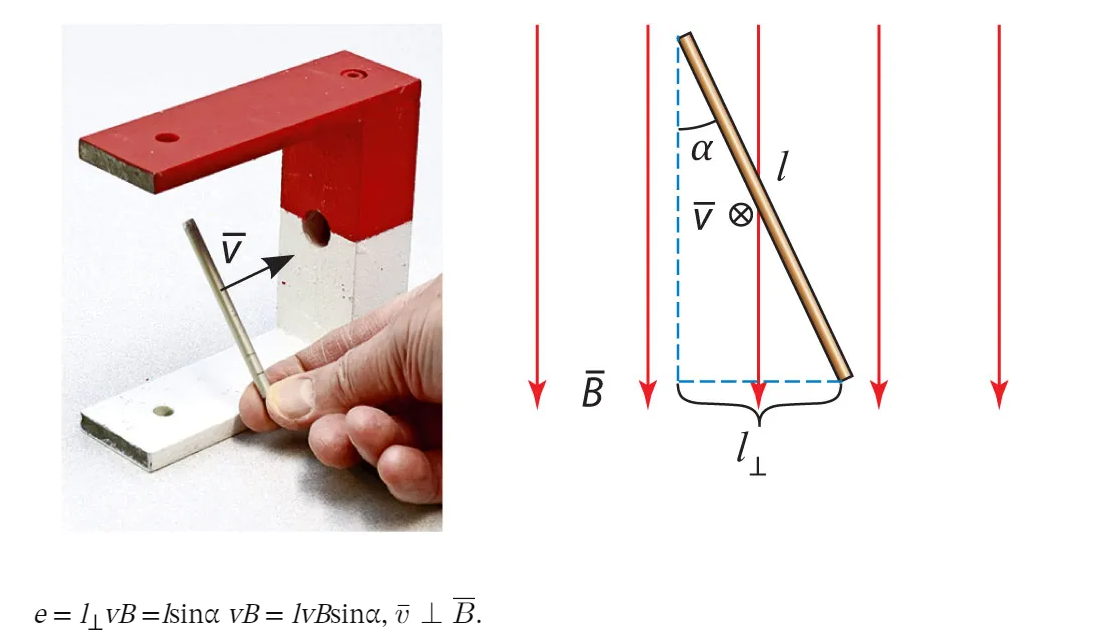 v̅
α
l
v̅ ⊗
B̅
l⊥
e = l⊥vB = lsinα vB = lvBsinα, v̅ ⊥ B̅.